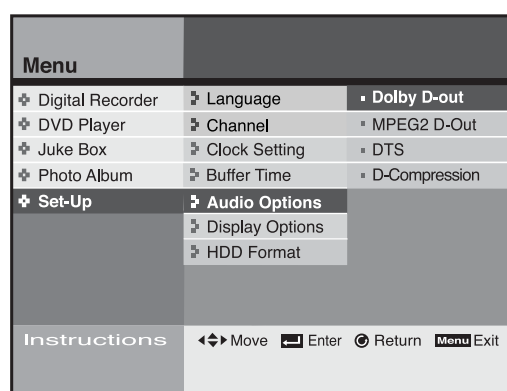 Menu
Digital Recorder
DVD Player
Juke Box
Photo Album
Set-Up
Language
Channel
Clock Setting
Buffer Time
Audio Options
Display Options
HDD Format
Dolby D-out
MPEG2 D-Out
DTS
D-Compression
Instructions Move Enter Return Menu Exit